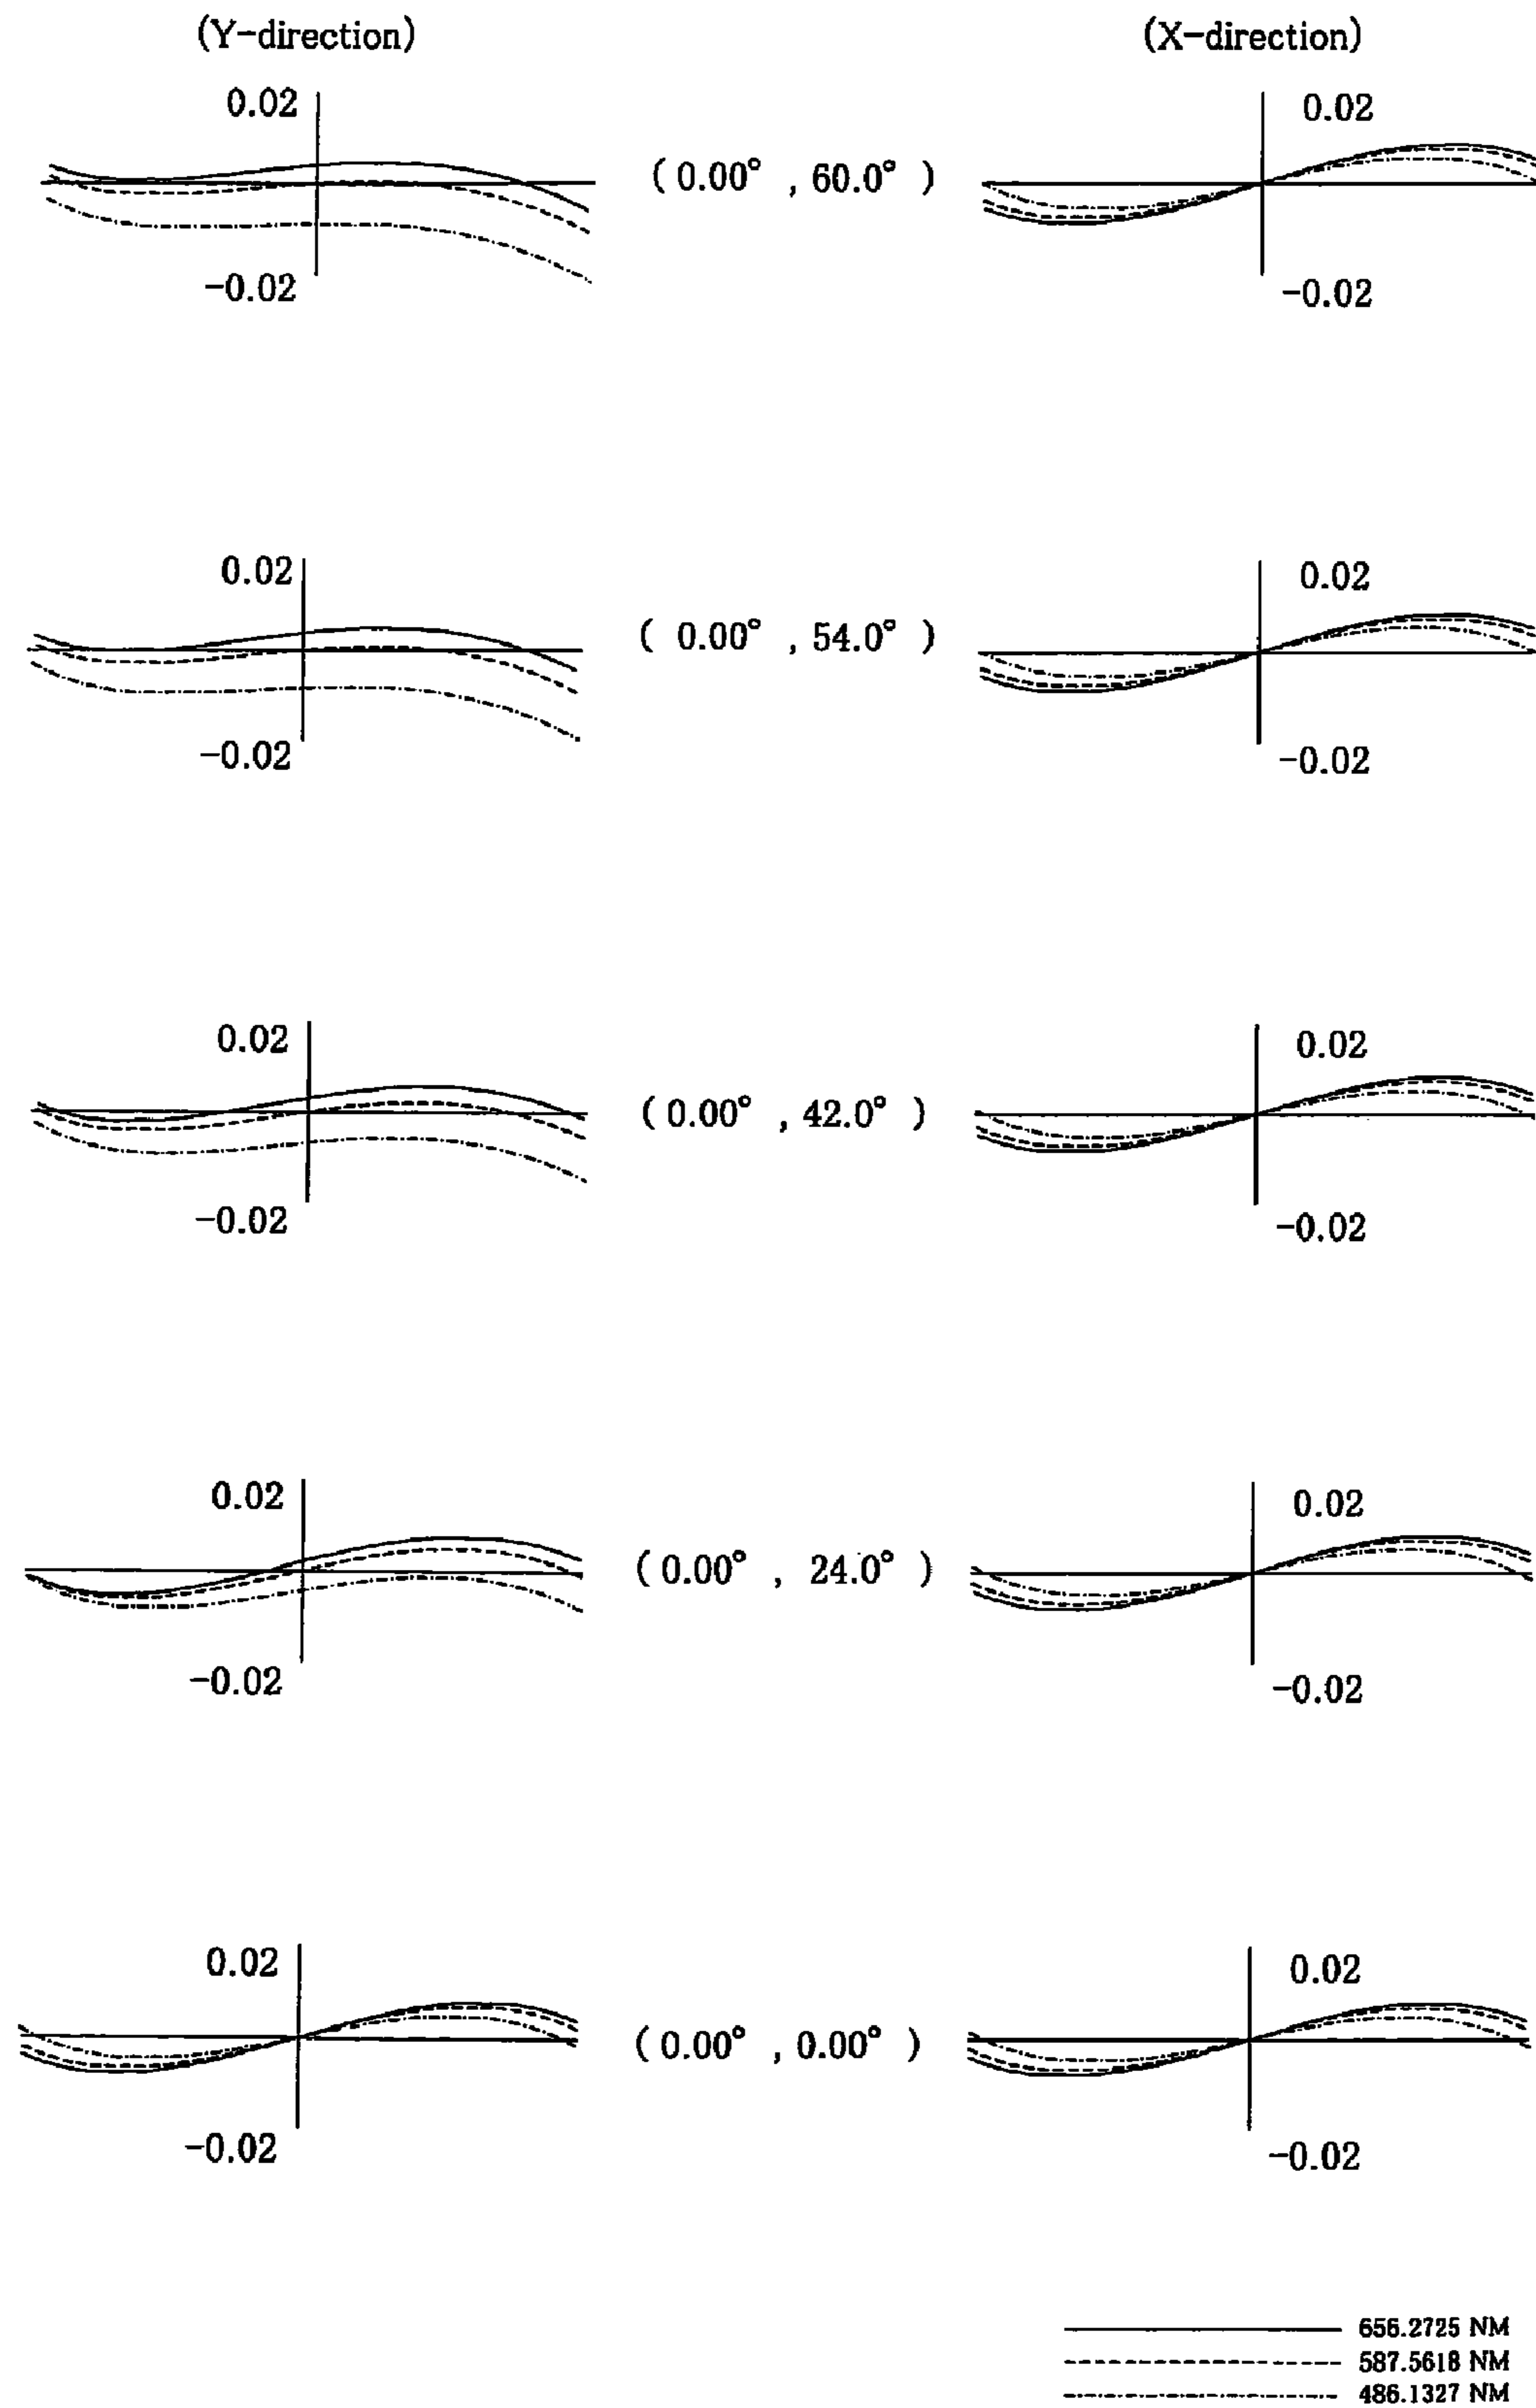 (Y-direction) (X-direction)
0.02 0.02
(0.00° , 60.0° )
-0.02 -0.02
0.02 0.02
( 0.00° , 54.0° )
-0.02 -0.02
0.02 0.02
(0.00° , 42.0° )
-0.02 -0.02
0.02 0.02
(0.00° , 24.0°)
-0.02 -0.02
0.02 0.02
(0.00° , 0.00° )
-0.02 -0.02
656.2725 NM
587.5618 NM
486.1327 NM